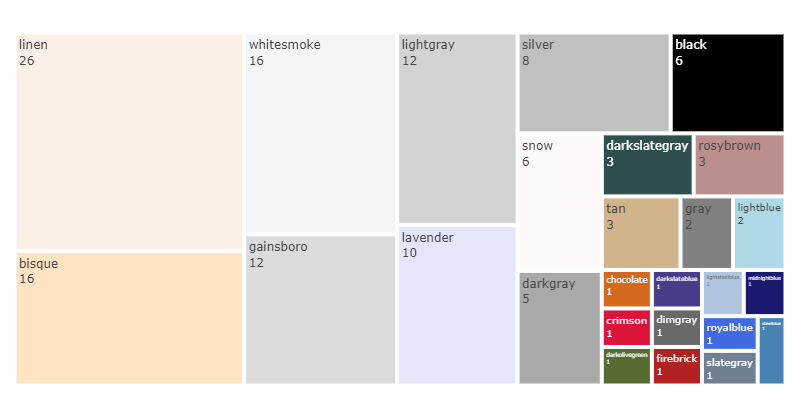 linen
26
bisque
16
whitesmoke
16
gainsboro
12
lightgray
12
lavender
10
silver
8
black
6
snow
6
darkgray
5
darkslategray
3
rosybrown
3
tan
3
gray
2
lightblue
2
chocolate
1
crimson
1
darkolivegreen
1
darkslateblue
1
dimgray
1
firebrick
1
lightsteelblue
1
midnightblue
1
royalblue
1
slategray
1
steelblue
1